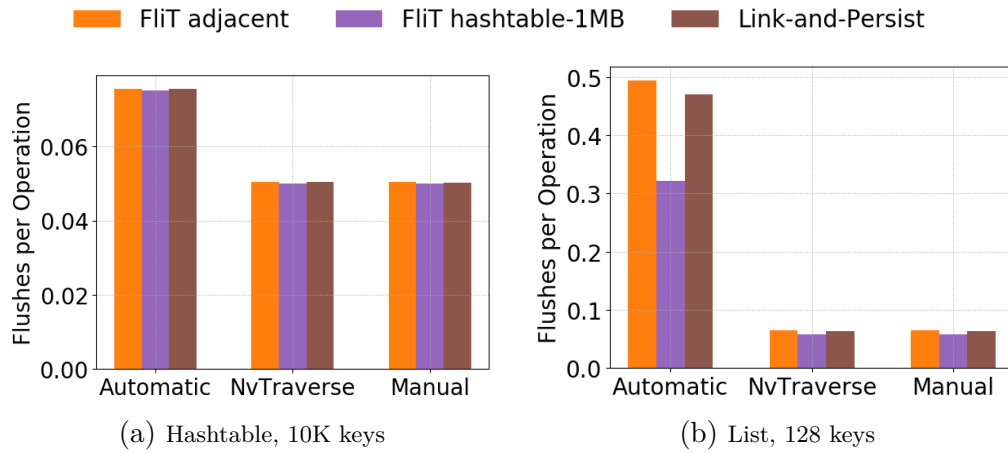 FliT adjacent FliT hashtable-1MB Link-and-Persist
Flushes per Operation
0.06
0.04
0.02
0.00
Automatic NvTraverse Manual
(a) Hashtable, 10K keys
Flushes per Operation
0.5
0.4
0.3
0.2
0.1
0.0
Automatic NvTraverse Manual
(b) List, 128 keys